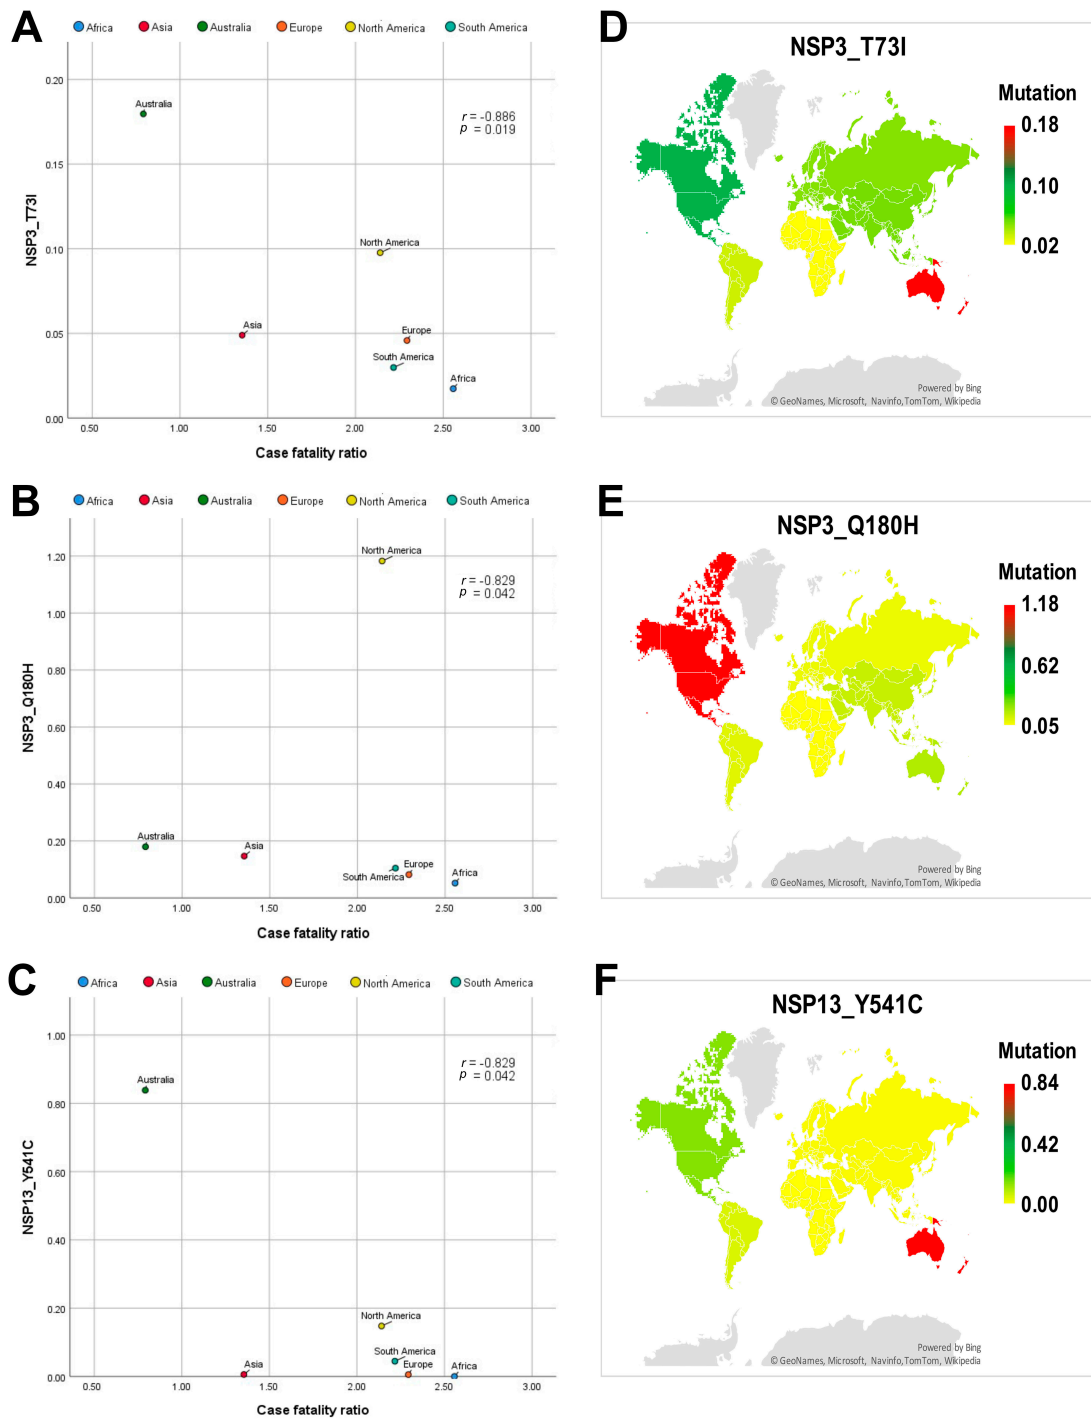 A
Africa Asia Australia Europe North America South America
0.20
0.15
0.10
0.05
0.00
NSP3_T73I
Australia
North America
Asia
Europe
South America
Africa
r = -0.886
p = 0.019
0.50 1.00 1.50 2.00 2.50 3.00
Case fatality ratio
D
NSP3_T73I
Mutation
0.18
0.10
0.02
Powered by Bing
© GeoNames, Microsoft, Navinfo,TomTom, Wikipedia
B
Africa Asia Australia Europe North America South America
1.20
1.00
0.80
0.60
0.40
0.20
0.00
NSP3_Q180H
North America
Australia
Asia
Europe
South America
Africa
r = -0.829
p = 0.042
0.50 1.00 1.50 2.00 2.50 3.00
Case fatality ratio
E
NSP3_Q180H
Mutation
1.18
0.62
0.05
Powered by Bing
© GeoNames, Microsoft, Navinfo,TomTom, Wikipedia
C
Africa Asia Australia Europe North America South America
1.00
0.80
0.60
0.40
0.20
0.00
NSP13_Y541C
Australia
North America
South America
Asia
Europe
Africa
r = -0.829
p = 0.042
0.50 1.00 1.50 2.00 2.50 3.00
Case fatality ratio
F
NSP13_Y541C
Mutation
0.84
0.42
0.00
Powered by Bing
© GeoNames, Microsoft, Navinfo,TomTom, Wikipedia